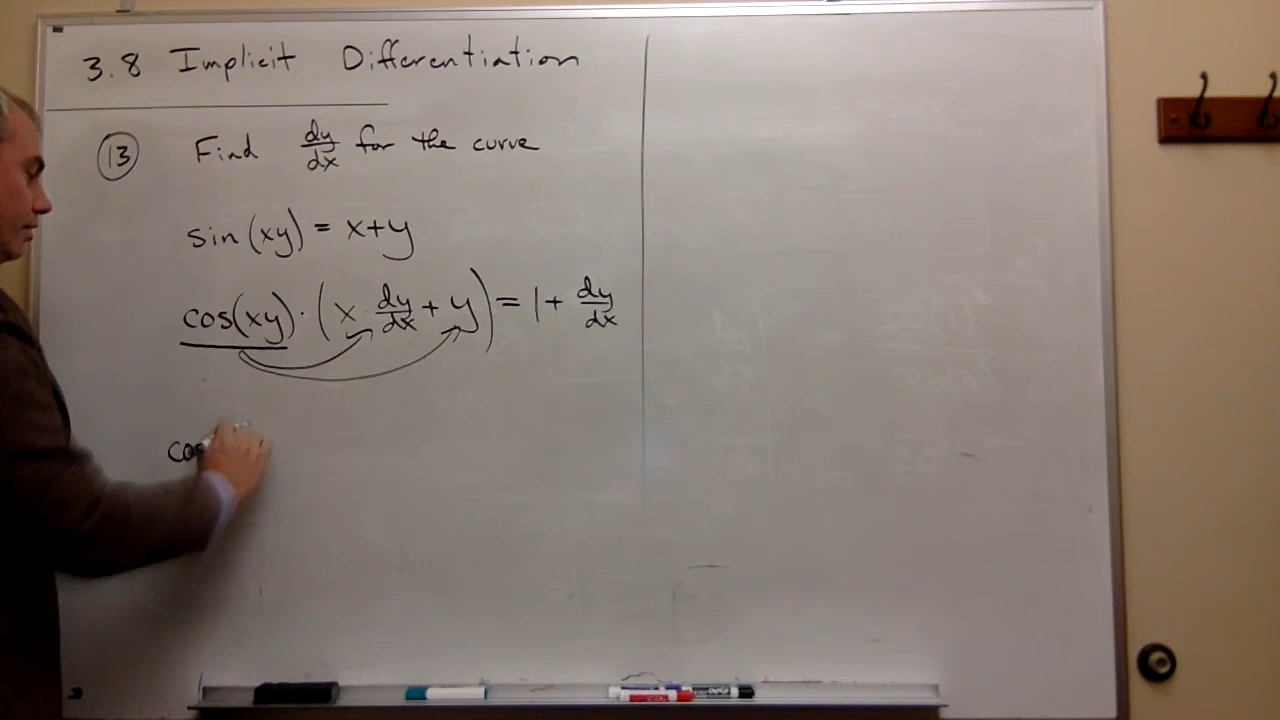 3.8 Implicit Differentiation
13 Find dy/dx for the curve
sin(xy) = x+y
cos(xy)·(x·dy/dx + y) = 1 + dy/dx
cos